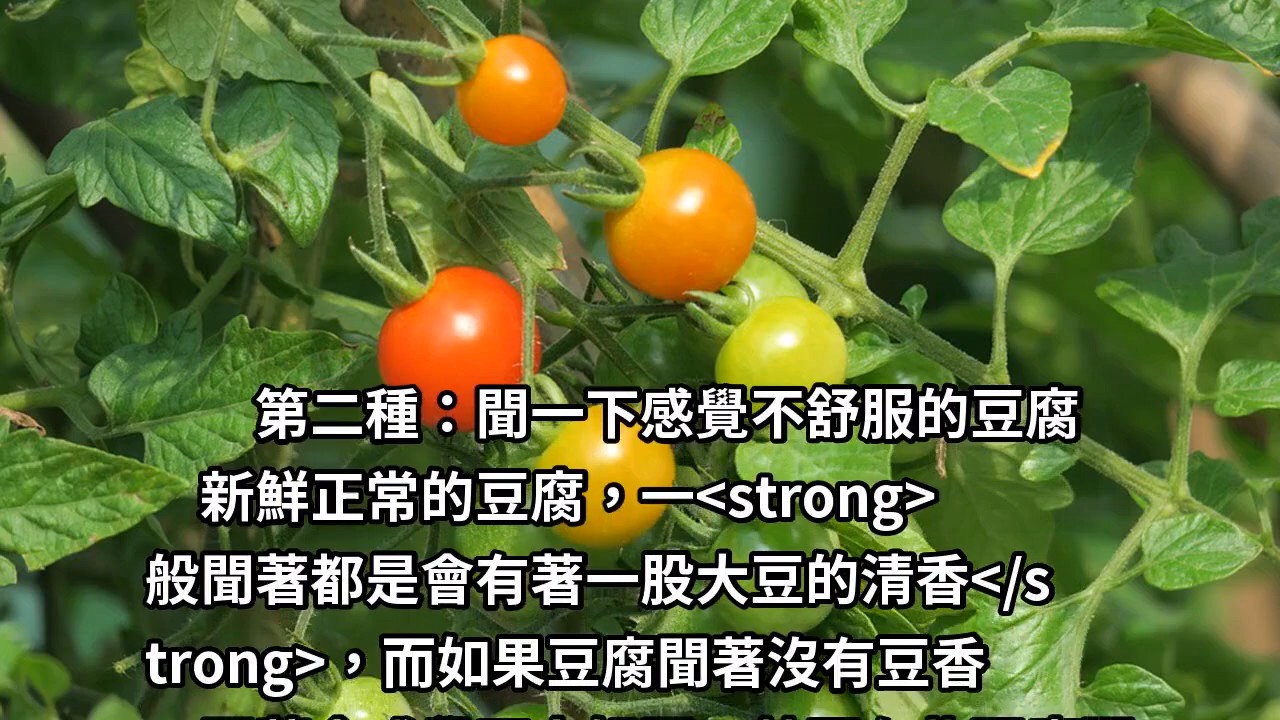 第二種：聞一下感覺不舒服的豆腐
新鮮正常的豆腐，一<strong>
般聞著都是會有著一股大豆的清香</s
trong>，而如果豆腐聞著沒有豆香